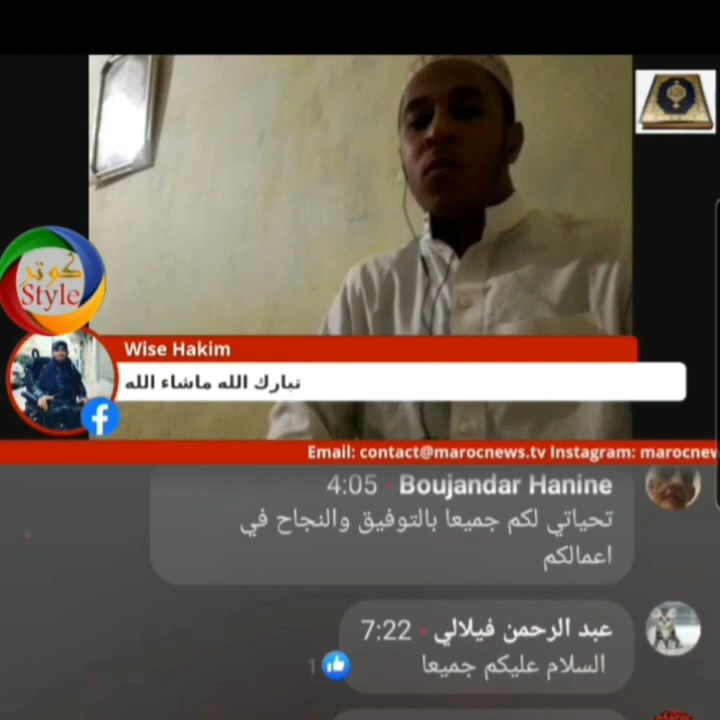 كوتر
Style
Wise Hakim
تبارك الله ماشاء الله
Email: contact@marocnews.tv Instagram: marocnew
4:05 • Boujandar Hanine
تحياتي لكم جميعا بالتوفيق والنجاح في
اعمالكم
7:22 • عبد الرحمن فيلالي
السلام عليكم جميعا
1